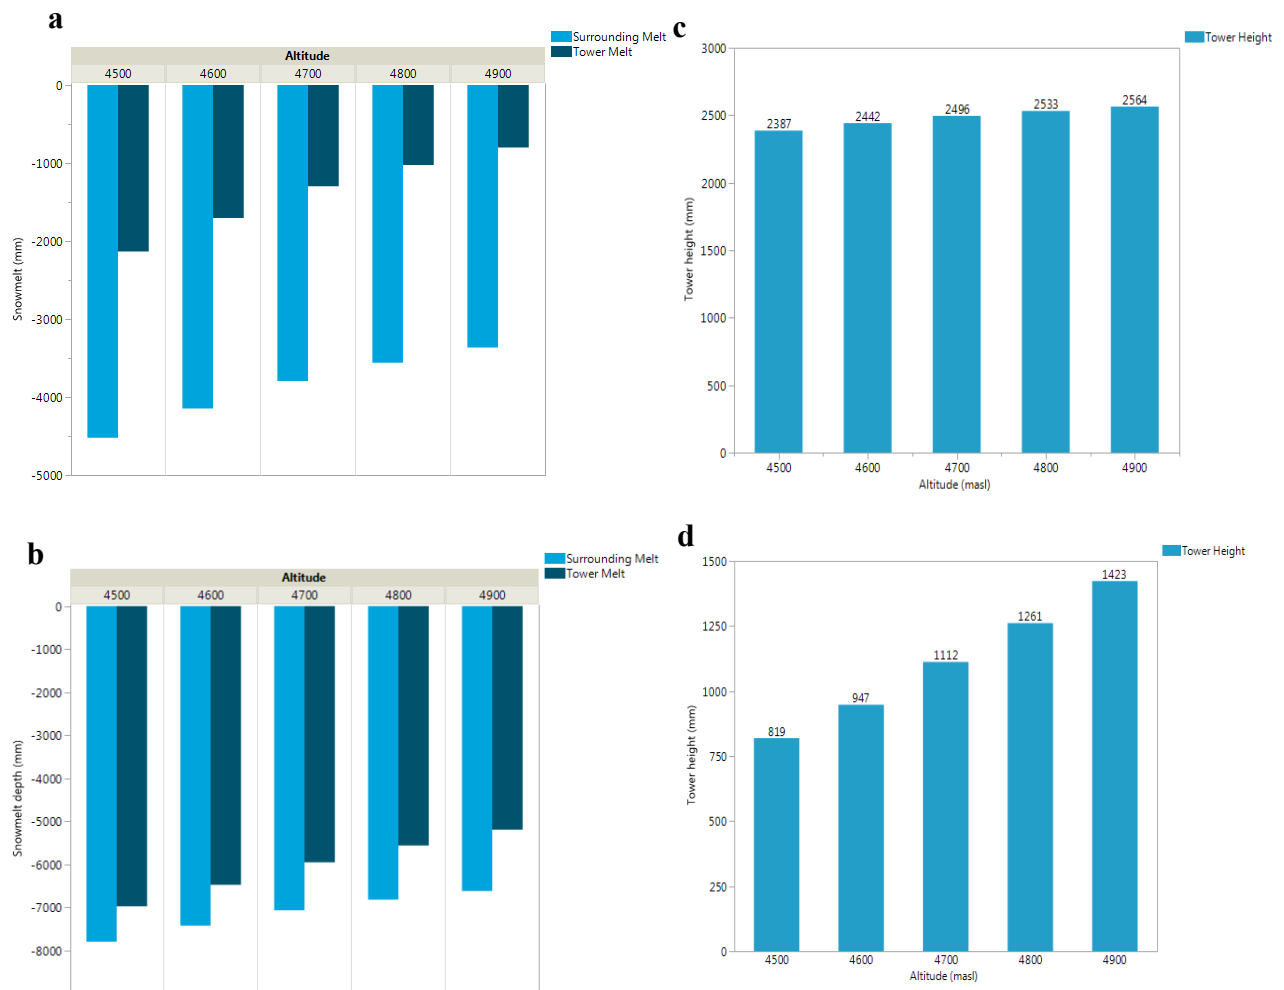 a
Surrounding Melt
Tower Melt
Altitude
4500 4600 4700 4800 4900
0
-1000
-2000
-3000
-4000
-5000
Snowmelt (mm)
c
Tower Height
3000
2500
2000
1500
1000
500
0
2387 2442 2496 2533 2564
Tower height (mm)
4500 4600 4700 4800 4900
Altitude (masl)
b
Surrounding Melt
Tower Melt
Altitude
4500 4600 4700 4800 4900
0
-1000
-2000
-3000
-4000
-5000
-6000
-7000
-8000
Snowmelt depth (mm)
d
Tower Height
1500
1250
1000
750
500
250
0
819 947 1112 1261 1423
Tower height (mm)
4500 4600 4700 4800 4900
Altitude (masl)